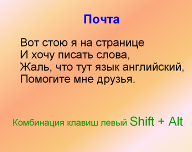 Почта
Вот стою я на странице
И хочу писать слова,
Жаль, что тут язык английский,
Помогите мне друзья.
Комбинация клавиш левый Shift + Alt